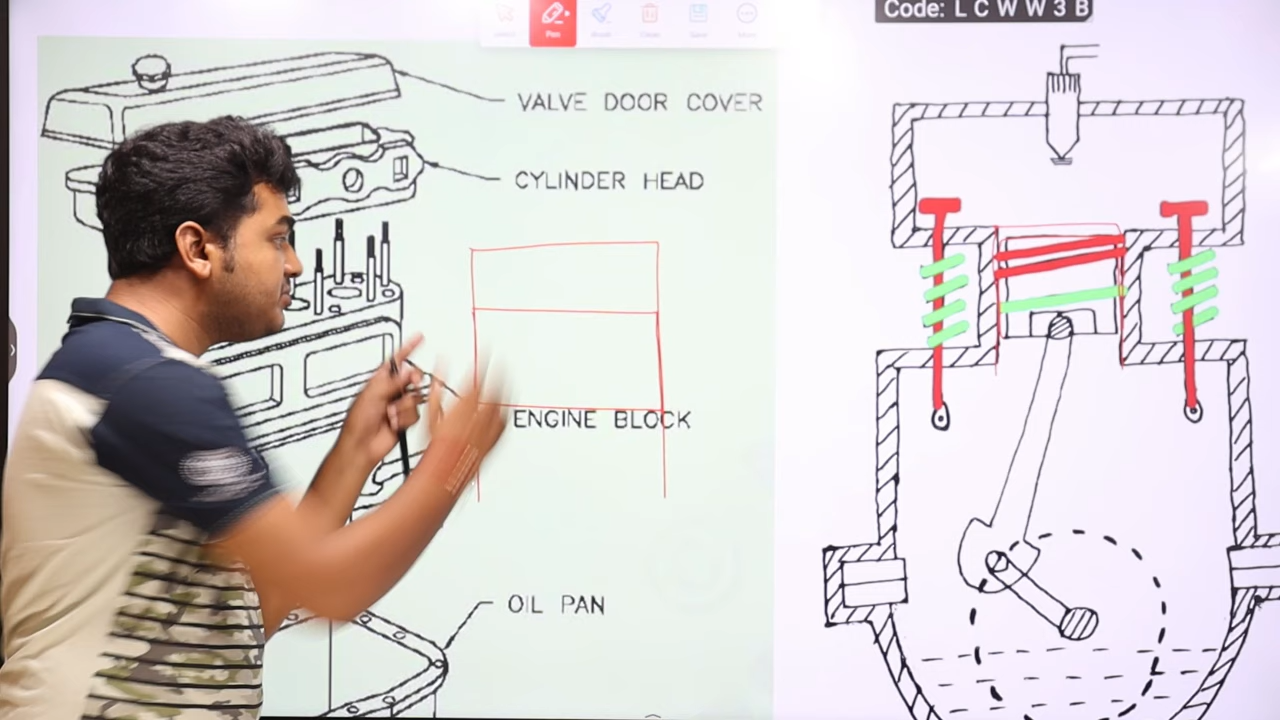 Code: L C W W 3 B
Pen
VALVE DOOR COVER
CYLINDER HEAD
ENGINE BLOCK
OIL PAN